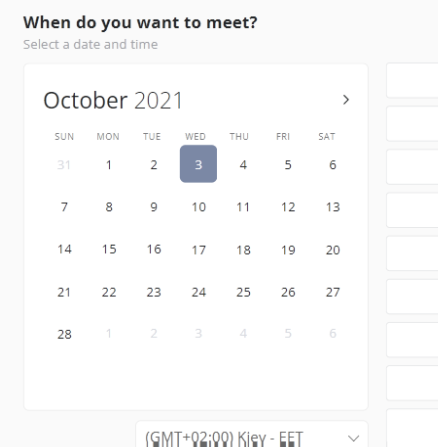 When do you want to meet?
Select a date and time
October 2021
SUN MON TUE WED THU FRI SAT
31 1 2 3 4 5 6
7 8 9 10 11 12 13
14 15 16 17 18 19 20
21 22 23 24 25 26 27
28 1 2 3 4 5 6
(GMT+02:00) Kiev - EET